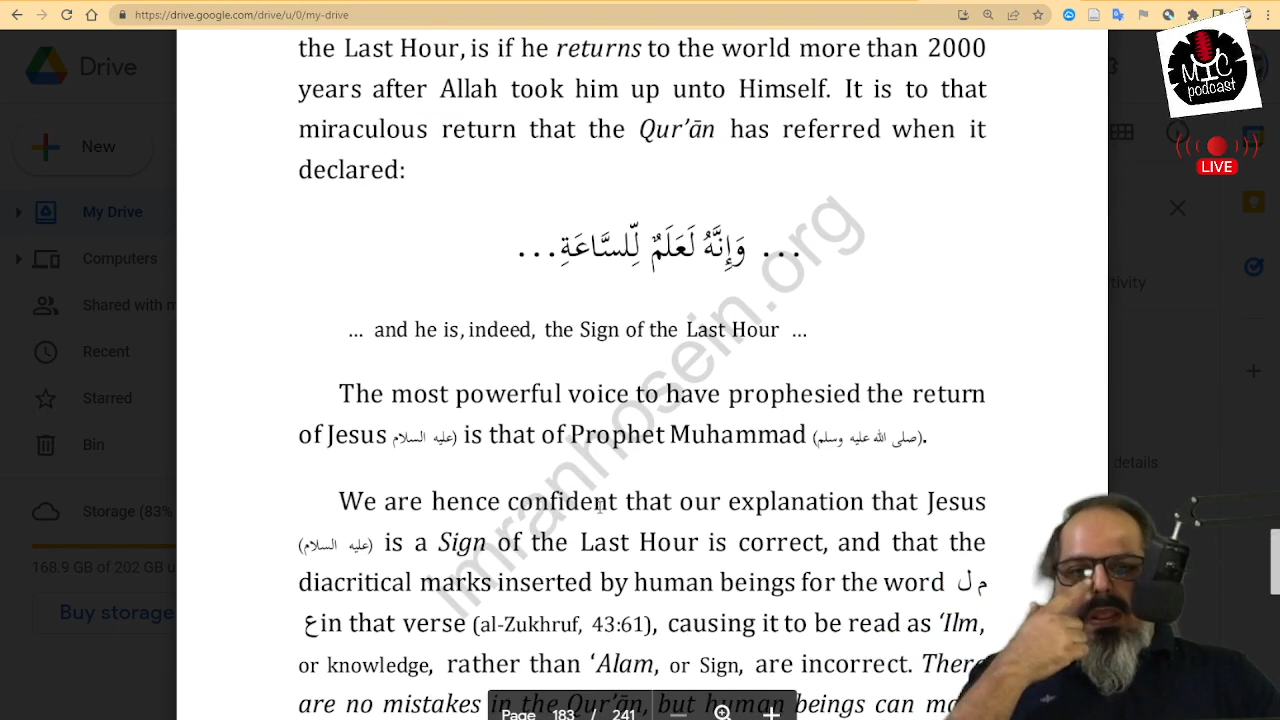 https://drive.google.com/drive/u/0/my-drive
Drive
New
My Drive
Computers
Shared with m
Recent
Starred
Bin
Storage (83%
168.9 GB of 202 GB u
Buy storage
the Last Hour, is if he returns to the world more than 2000
years after Allah took him up unto Himself. It is to that
miraculous return that the Qur’ān has referred when it
declared:
... وَإِنَّهُ لَعَلَمٌ لِّلسَّاعَةِ...
... and he is, indeed, the Sign of the Last Hour ...
The most powerful voice to have prophesied the return
of Jesus (عليه السلام) is that of Prophet Muhammad (صلى الله عليه وسلم).
We are hence confident that our explanation that Jesus
(عليه السلام) is a Sign of the Last Hour is correct, and that the
diacritical marks inserted by human beings for the word م ل
ع in that verse (al-Zukhruf, 43:61), causing it to be read as ‘Ilm,
or knowledge, rather than ‘Alam, or Sign, are incorrect. There
are no mistakes in the Qur’ān, but human beings can ma
imranhosein.org
Page 183 / 241
tivity
details
MIC
podcast
LIVE